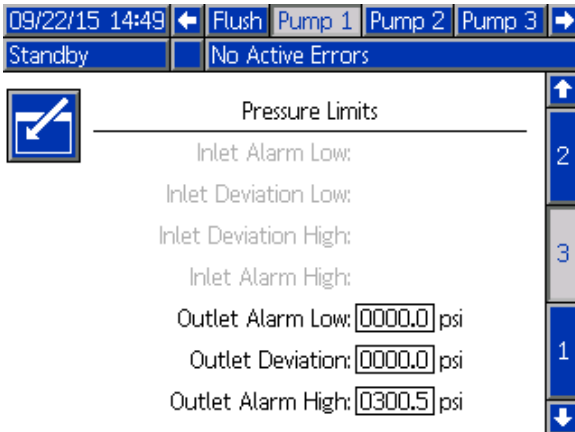 09/22/15 14:49 Flush Pump 1 Pump 2 Pump 3
Standby No Active Errors
Pressure Limits
Inlet Alarm Low:
2
Inlet Deviation Low:
Inlet Deviation High:
3
Inlet Alarm High:
Outlet Alarm Low: 0000.0 psi
Outlet Deviation: 0000.0 psi
1
Outlet Alarm High: 0300.5 psi